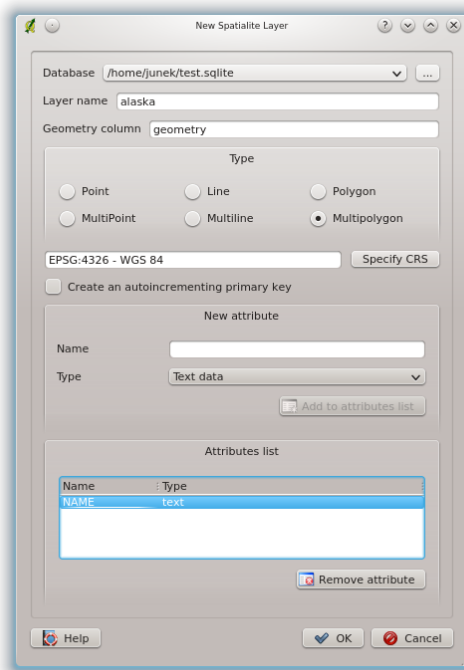 New Spatialite Layer
Database /home/junek/test.sqlite ...
Layer name alaska
Geometry column geometry
Type
Point Line Polygon
MultiPoint Multiline Multipolygon
EPSG:4326 - WGS 84 Specify CRS
Create an autoincrementing primary key
New attribute
Name
Type Text data
Add to attributes list
Attributes list
Name Type
NAME text
Remove attribute
Help OK Cancel